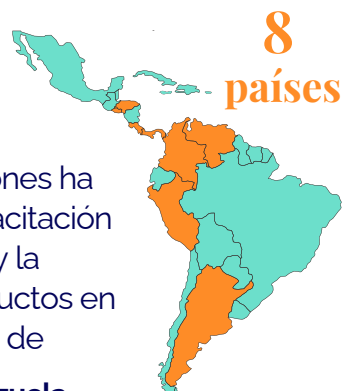 8
países
ones ha
acitación
y la
uctos en
de